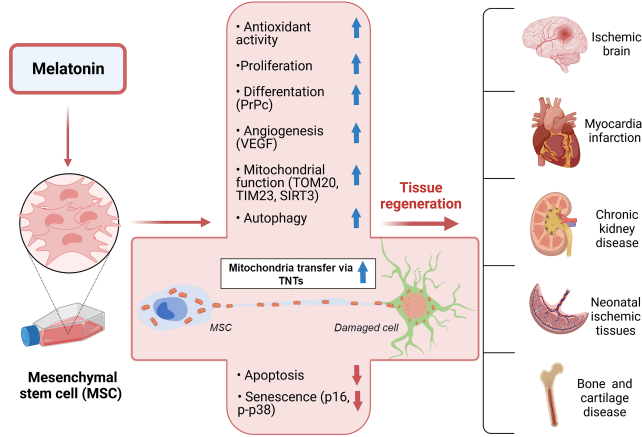 Melatonin
Mesenchymal
stem cell (MSC)
• Antioxidant
activity
•Proliferation
• Differentation
(PrPc)
• Angiogenesis
(VEGF)
• Mitochondrial
function (TOM20,
TIM23, SIRT3)
• Autophagy
Mitochondria transfer via
TNTs
MSC
Damaged cell
• Apoptosis
• Senescence (p16,
p-p38)
Tissue
regeneration
Ischemic
brain
Myocardia
infarction
Chronic
kidney
disease
Neonatal
ischemic
tissues
Bone and
cartilage
disease